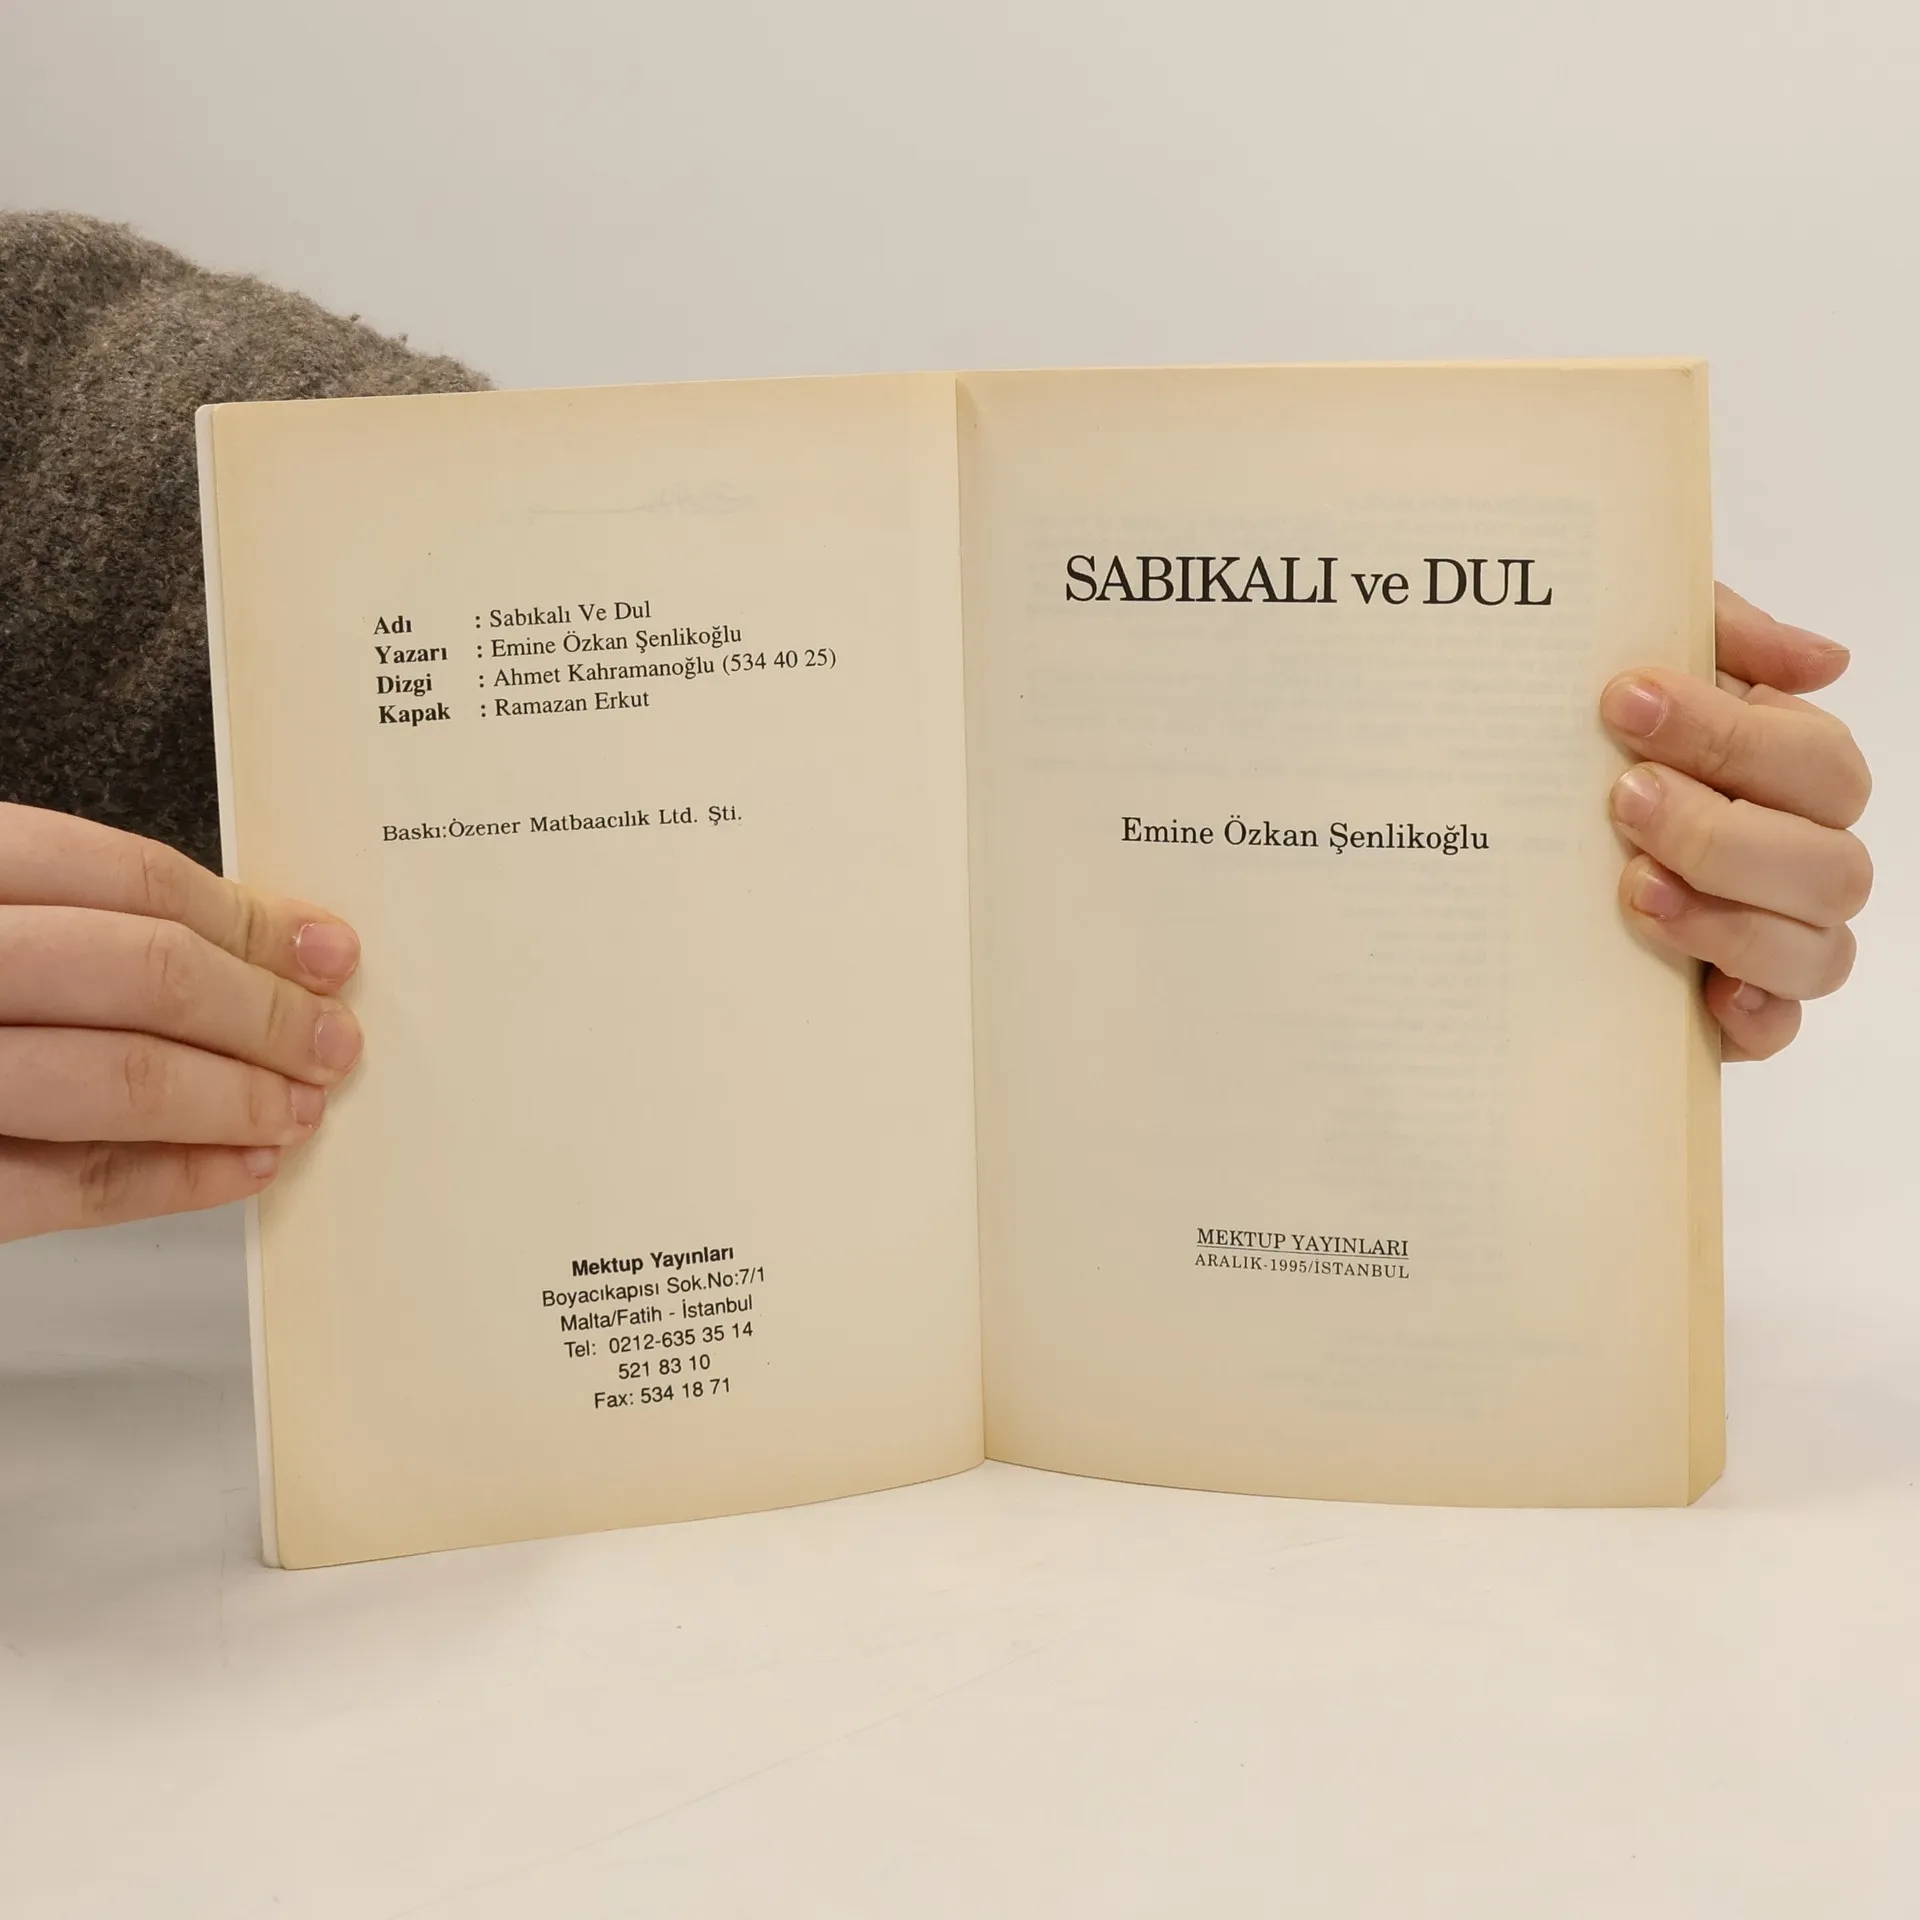 Adı : Sabıkalı Ve Dul
Yazarı : Emine Özkan Şenlikoğlu
Dizgi : Ahmet Kahramanoğlu (534 40 25)
Kapak : Ramazan Erkut
Baskı:Özener Matbaacılık Ltd. Şti.
Mektup Yayınları
Boyacıkapısı Sok.No:7/1
Malta/Fatih - İstanbul
Tel: 0212-635 35 14
521 83 10
Fax: 534 18 71
SABIKALI ve DUL
Emine Özkan Şenlikoğlu
MEKTUP YAYINLARI
ARALIK-1995/İSTANBUL